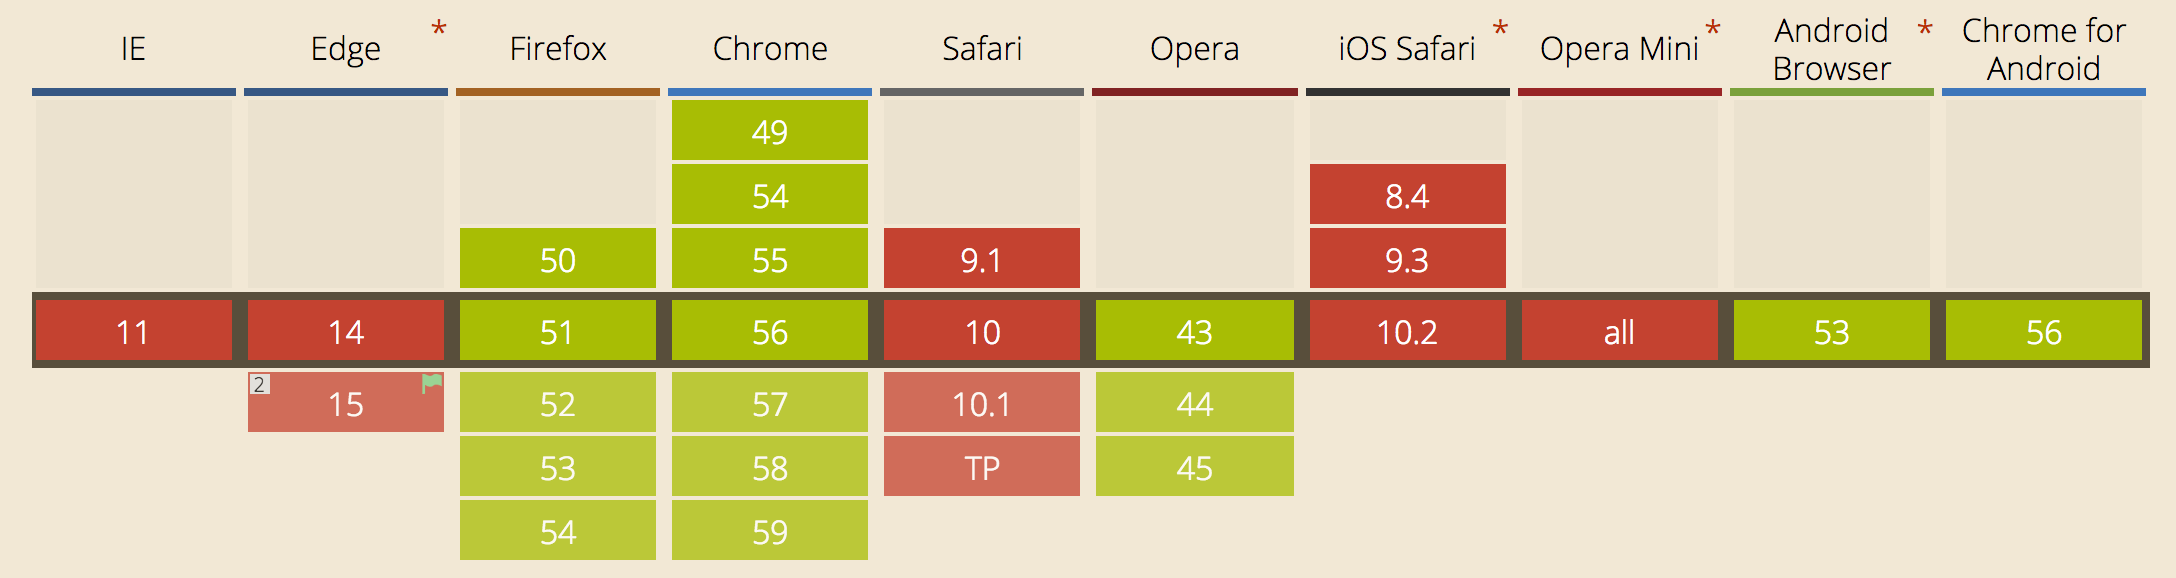 IE Edge * Firefox Chrome Safari Opera iOS Safari * Opera Mini * Android Browser * Chrome for Android
49
54 8.4
50 55 9.1 9.3
11 14 51 56 10 43 10.2 all 53 56
2 15 52 57 10.1 44
53 58 TP 45
54 59